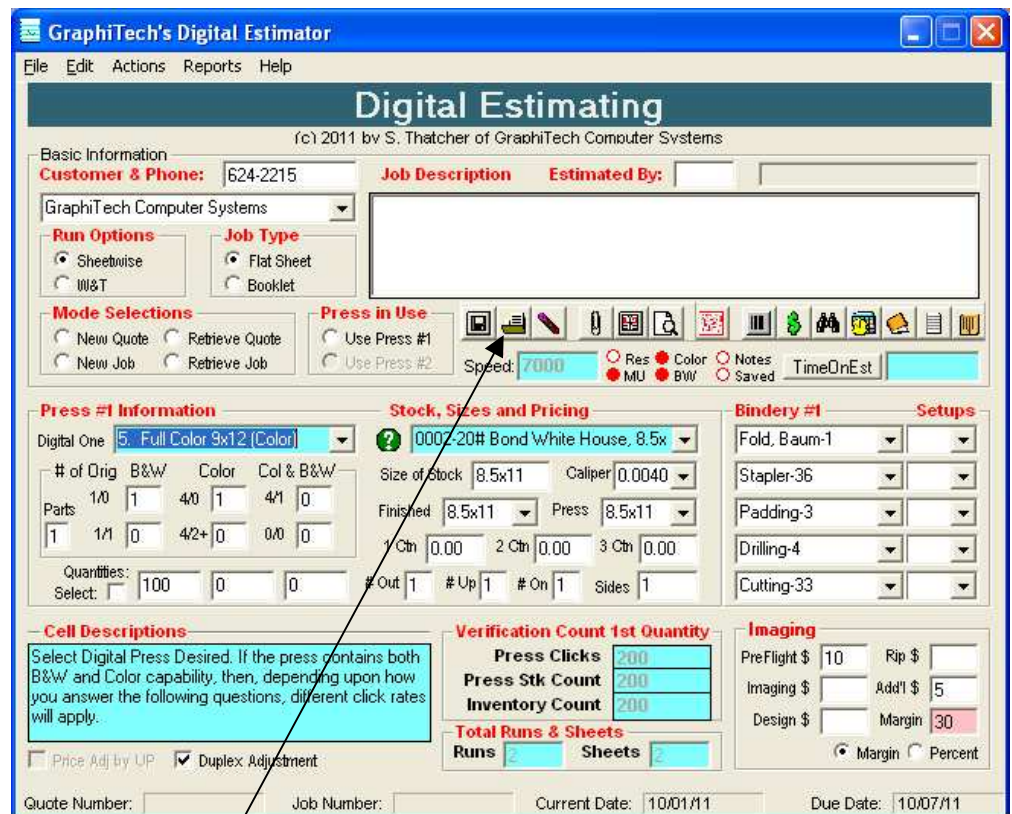 GraphiTech's Digital Estimator
File Edit Actions Reports Help
Digital Estimating
(c) 2011 by S. Thatcher of GraphiTech Computer Systems
Basic Information
Customer & Phone: 624-2215 Job Description Estimated By:
GraphiTech Computer Systems
Run Options Job Type
Sheetwise Flat Sheet
W&T Booklet
Mode Selections Press in Use
New Quote Retrieve Quote Use Press #1
New Job Retrieve Job Use Press #2
Speed: 7000 Res Color Notes
MU BW Saved TimeOnEst
Press #1 Information Stock, Sizes and Pricing Bindery #1 Setups
Digital One 5. Full Color 9x12 (Color) 0002-20# Bond White House, 8.5x Fold, Baum-1
# of Orig B&W Color Col & B&W Size of Stock 8.5x11 Caliper 0.0040 Stapler-36
Parts 1/0 1 4/0 1 4/1 0 Finished 8.5x11 Press 8.5x11 Padding-3
1 1/1 0 4/2+ 0 0/0 0 1 Ctn 0.00 2 Ctn 0.00 3 Ctn 0.00 Drilling-4
Quantities:
Select: 100 0 0 # Out 1 # Up 1 # On 1 Sides 1 Cutting-33
Cell Descriptions Verification Count 1st Quantity Imaging
Select Digital Press Desired. If the press contains both
B&W and Color capability, then, depending upon how
you answer the following questions, different click rates
will apply.
Press Clicks 200
Press Stk Count 200
Inventory Count 200
PreFlight $ 10 Rip $
Imaging $ Add'l $ 5
Design $ Margin 30
Total Runs & Sheets
Runs 2 Sheets 2
Margin Percent
Price Adj by UP Duplex Adjustment
Quote Number: Job Number: Current Date: 10/01/11 Due Date: 10/07/11